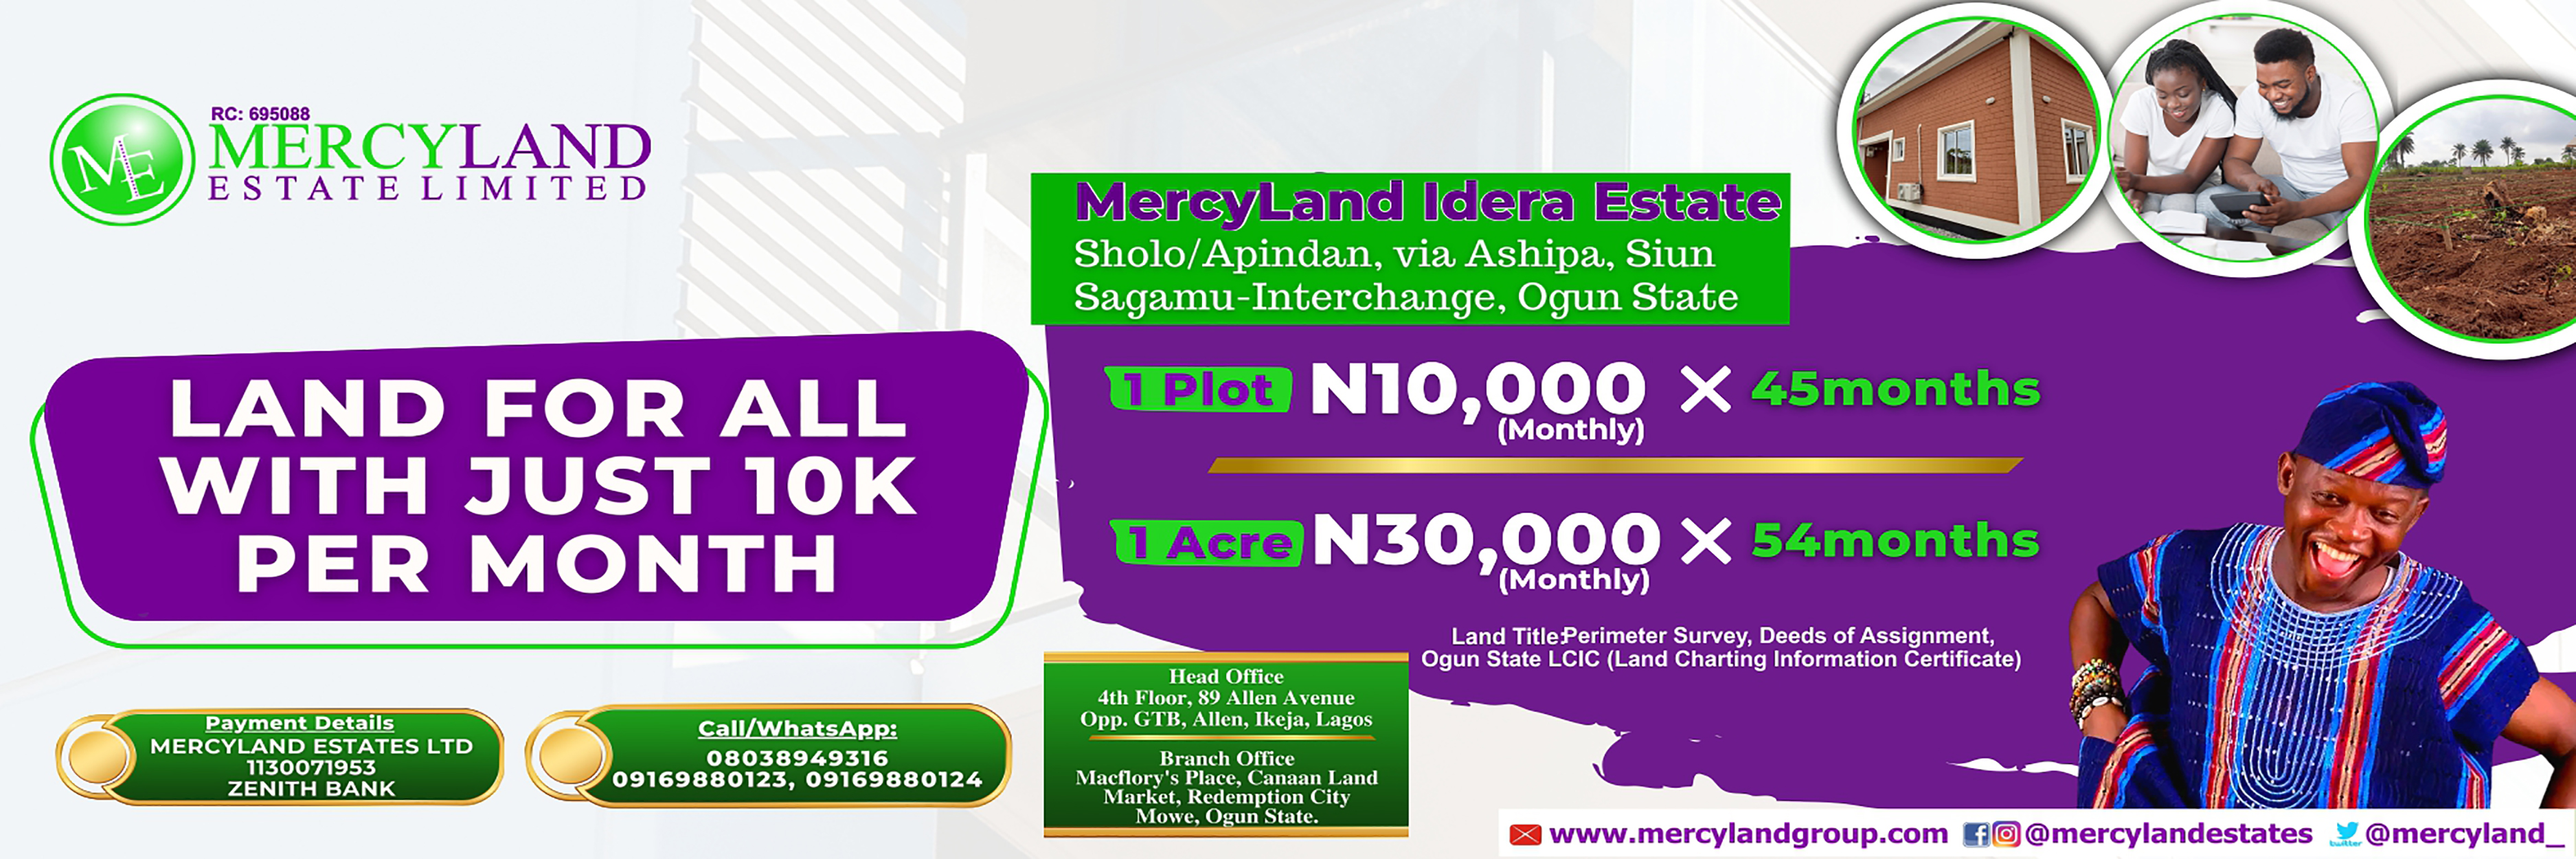 RC: 695088
MERCYLAND
ESTATE LIMITED
ME
LAND FOR ALL
WITH JUST 10K
PER MONTH
Payment Details
MERCYLAND ESTATES LTD
1130071953
ZENITH BANK
Call/WhatsApp:
08038949316
09169880123, 09169880124
MercyLand Idera Estate
Sholo/Apindan, via Ashipa, Siun
Sagamu-Interchange, Ogun State
1 Plot N10,000 × 45months
(Monthly)
1 Acre N30,000 × 54months
(Monthly)
Land Title:Perimeter Survey, Deeds of Assignment,
Ogun State LCIC (Land Charting Information Certificate)
Head Office
4th Floor, 89 Allen Avenue
Opp. GTB, Allen, Ikeja, Lagos
Branch Office
Macflory's Place, Canaan Land
Market, Redemption City
Mowe, Ogun State.
www.mercylandgroup.com @mercylandestates twitter @mercyland_